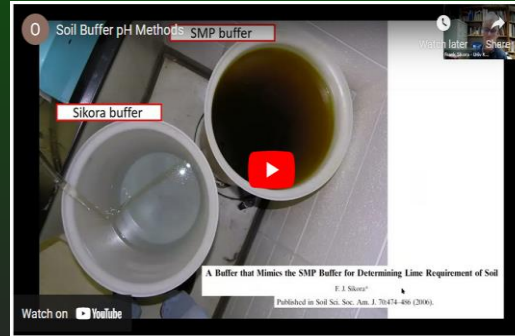 O
Soil Buffer pH Methods
SMP buffer
Watch later
Share
Sikora buffer
A Buffer that Mimics the SMP Buffer for Determining Lime Requirement of Soil
F. J. Sikora*
Published in Soil Sci. Soc. Am. J. 70:474–486 (2006).
Watch on YouTube